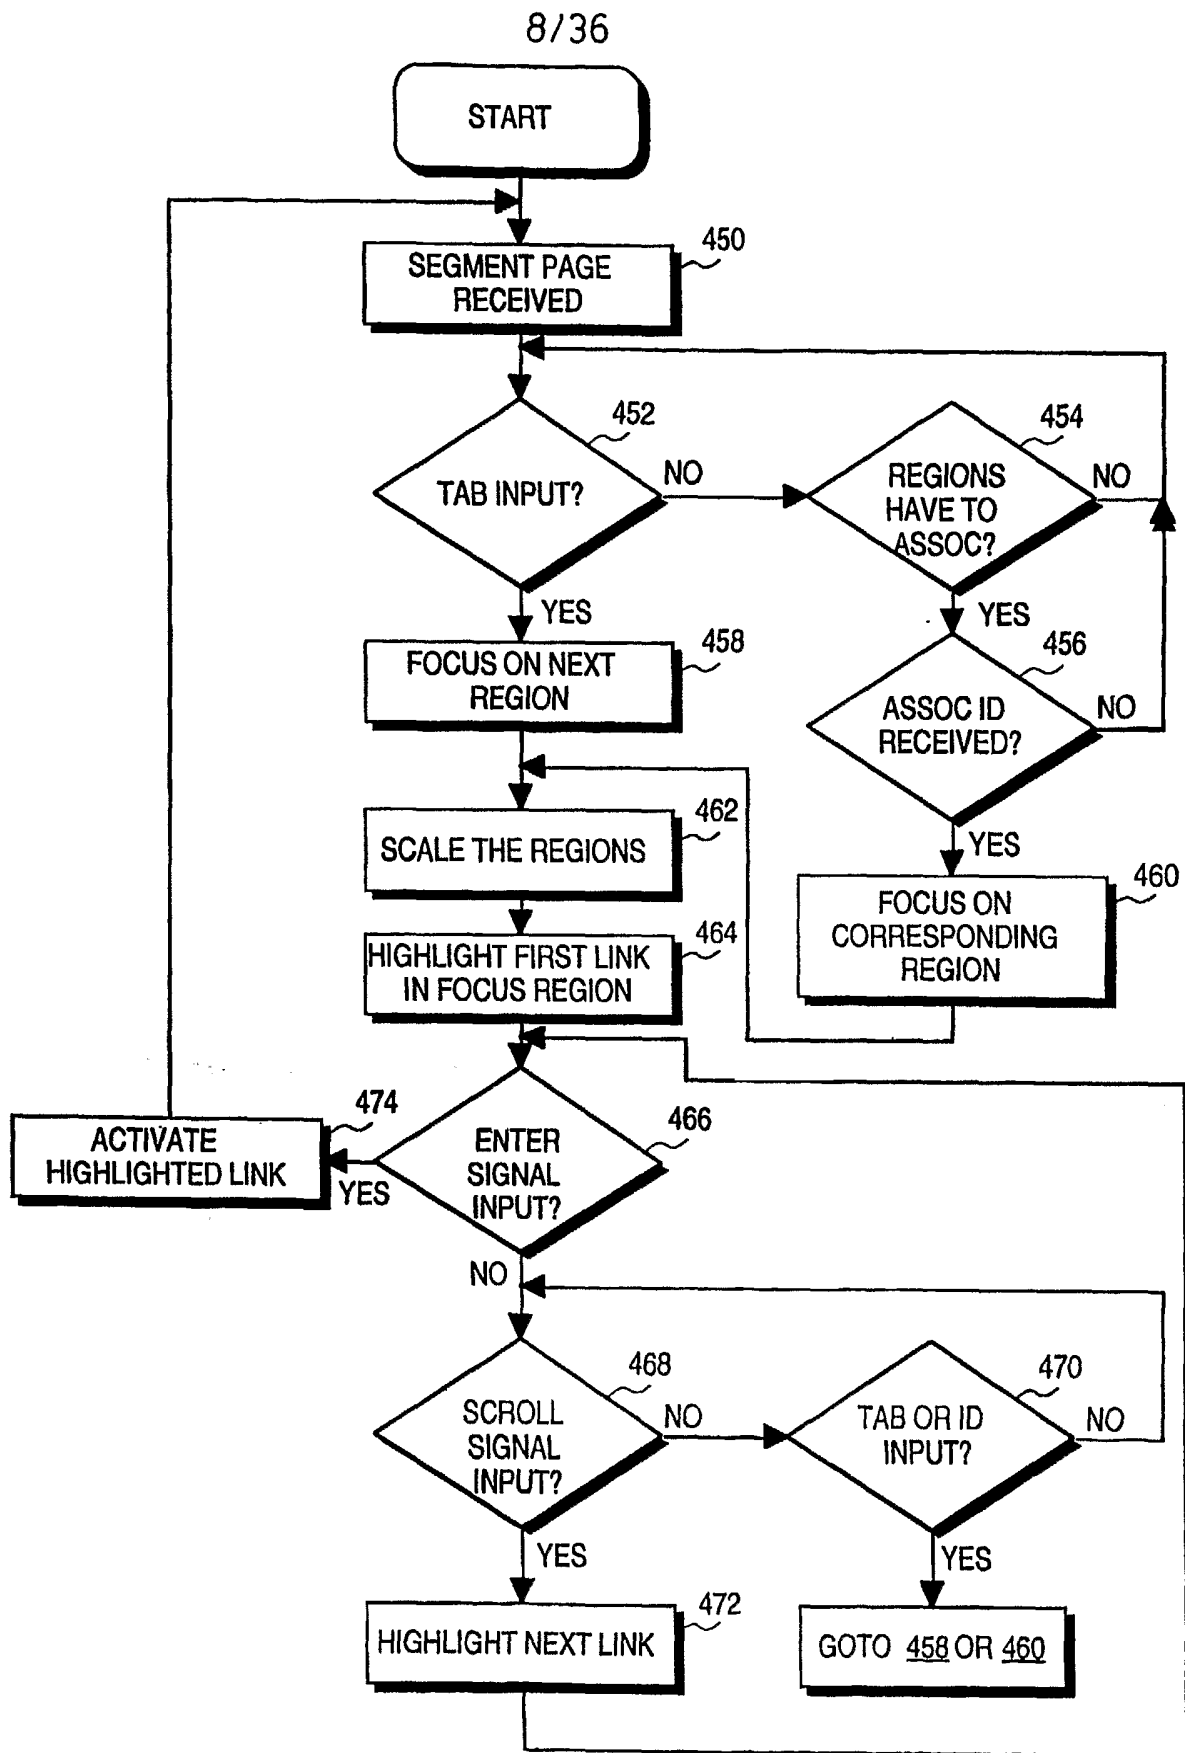 8/36
START
450
SEGMENT PAGE
RECEIVED
452
TAB INPUT?
NO
454
REGIONS
HAVE TO
ASSOC?
NO
YES
YES
458
FOCUS ON NEXT
REGION
456
ASSOC ID
RECEIVED?
NO
YES
462
SCALE THE REGIONS
460
FOCUS ON
CORRESPONDING
REGION
464
HIGHLIGHT FIRST LINK
IN FOCUS REGION
474
ACTIVATE
HIGHLIGHTED LINK
YES
466
ENTER
SIGNAL
INPUT?
NO
468
SCROLL
SIGNAL
INPUT?
NO
470
TAB OR ID
INPUT?
NO
YES
YES
472
HIGHLIGHT NEXT LINK
GOTO 458 OR 460